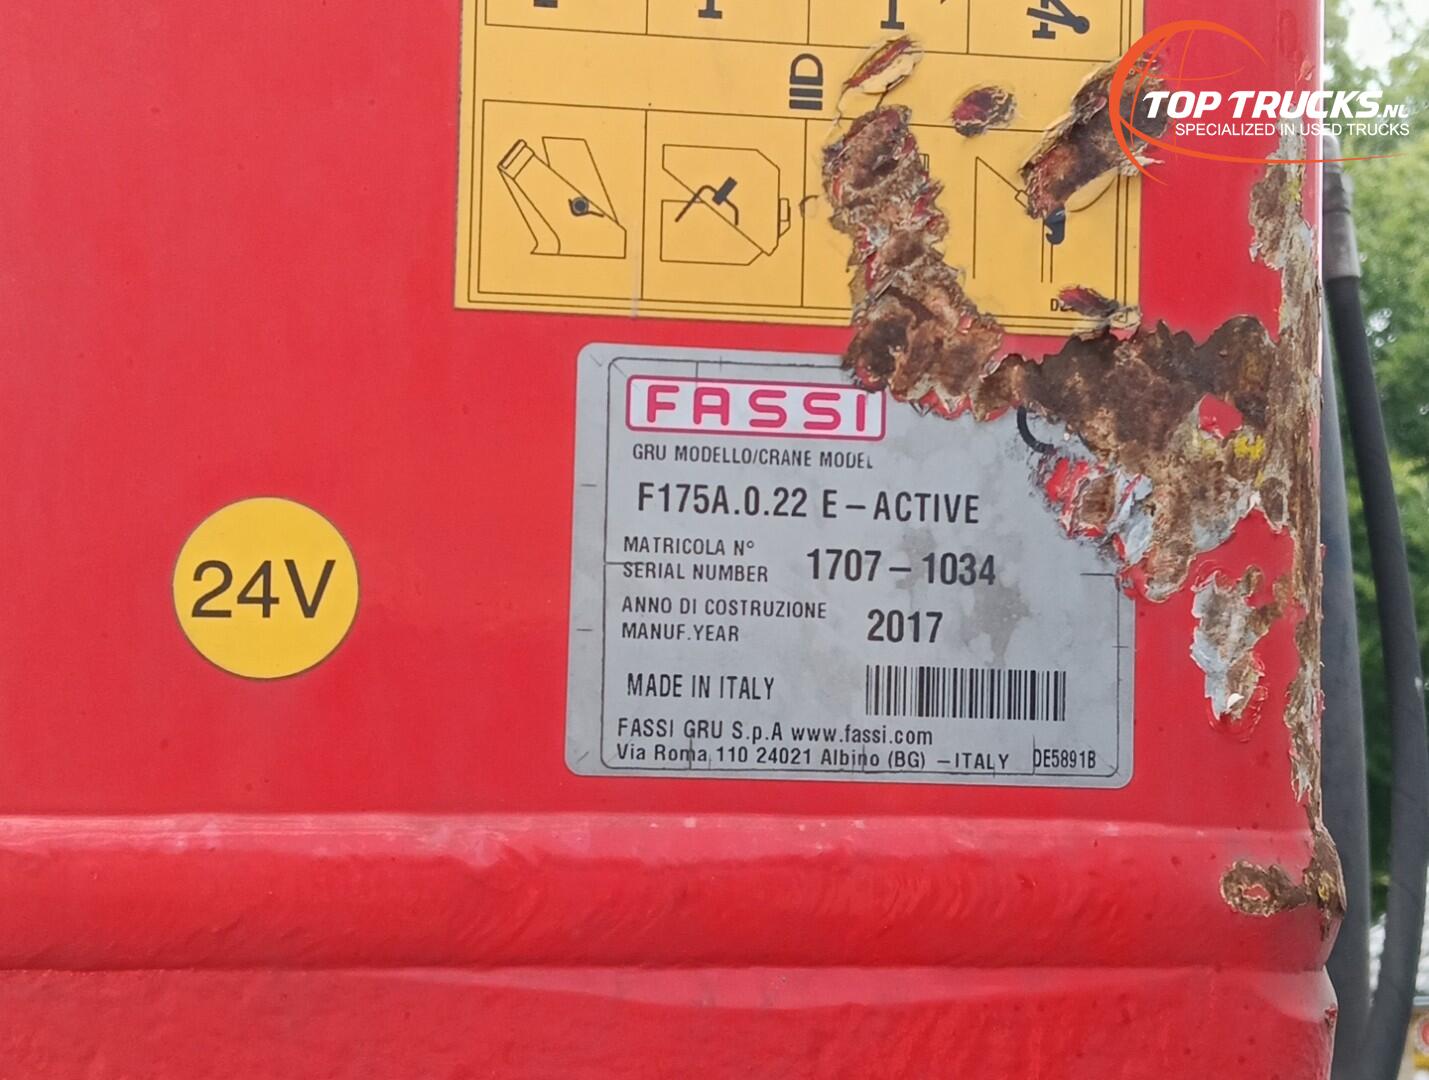 TOP TRUCKS.NL
SPECIALIZED IN USED TRUCKS
FASSI
GRU MODELLO/CRANE MODEL
F175A.0.22 E-ACTIVE
MATRICOLA N°
SERIAL NUMBER 1707-1034
ANNO DI COSTRUZIONE
MANUF.YEAR 2017
MADE IN ITALY
FASSI GRU S.p.A www.fassi.com
Via Roma 110 24021 Albino (BG) -ITALY DE5891B
24V